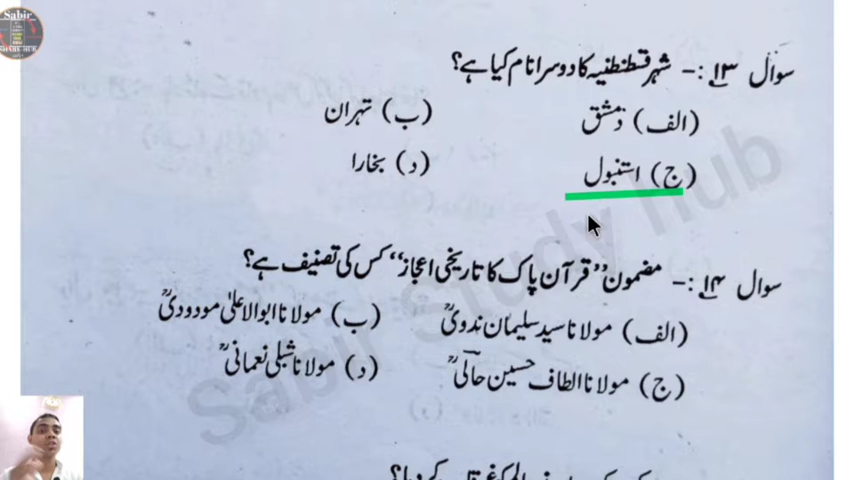 Sabir
سوال ۱۳ :- شہر قسطنطنیہ کا دوسرا نام کیا ہے؟
(الف) دمشق (ب) تہران
(ج) استنبول (د) بخارا
سوال ۱۴ :- مضمون ”قرآن پاک کا تاریخی اعجاز“ کس کی تصنیف ہے؟
(الف) مولانا سید سلیمان ندویؒ (ب) مولانا ابوالاعلیٰ مودودیؒ
(ج) مولانا الطاف حسین حالیؒ (د) مولانا شبلی نعمانیؒ
Sabir Study hub